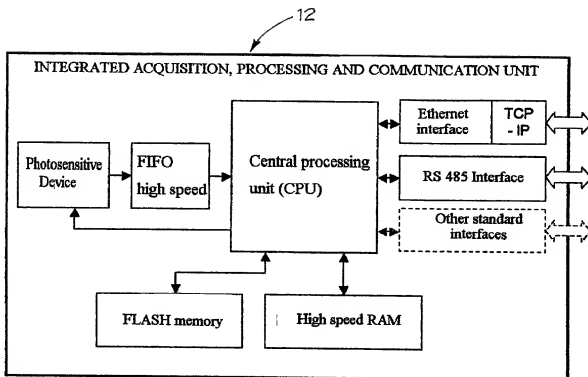 12
INTEGRATED ACQUISITION, PROCESSING AND COMMUNICATION UNIT
Ethernet
interface
TCP
- IP
Photosensitive
Device
FIFO
high speed
Central processing
unit (CPU)
RS 485 Interface
Other standard
interfaces
FLASH memory
High speed RAM